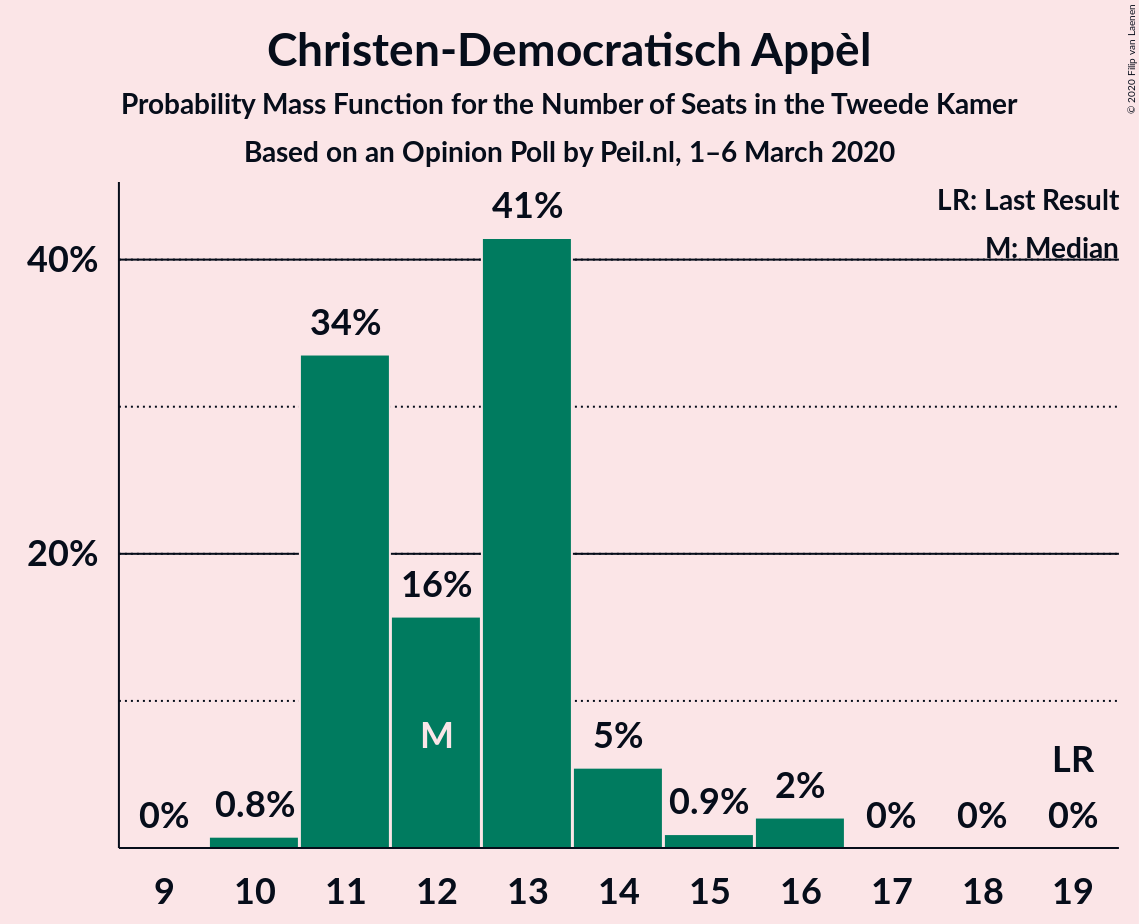 Christen-Democratisch Appèl
Probability Mass Function for the Number of Seats in the Tweede Kamer
Based on an Opinion Poll by Peil.nl, 1–6 March 2020
© 2020 Filip van Laenen
LR: Last Result
M: Median
40%
20%
0%
0.8%
34%
16%
41%
5%
0.9%
2%
0%
0%
0%
M
LR
9 10 11 12 13 14 15 16 17 18 19